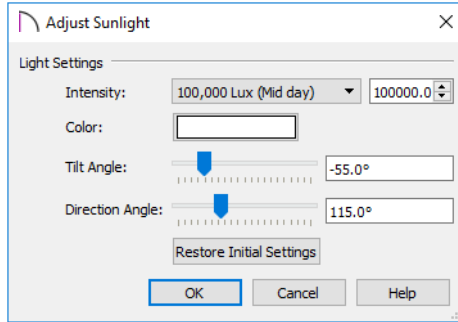 Adjust Sunlight
Light Settings
Intensity: 100,000 Lux (Mid day) 100000.0
Color:
Tilt Angle: -55.0°
Direction Angle: 115.0°
Restore Initial Settings
OK Cancel Help